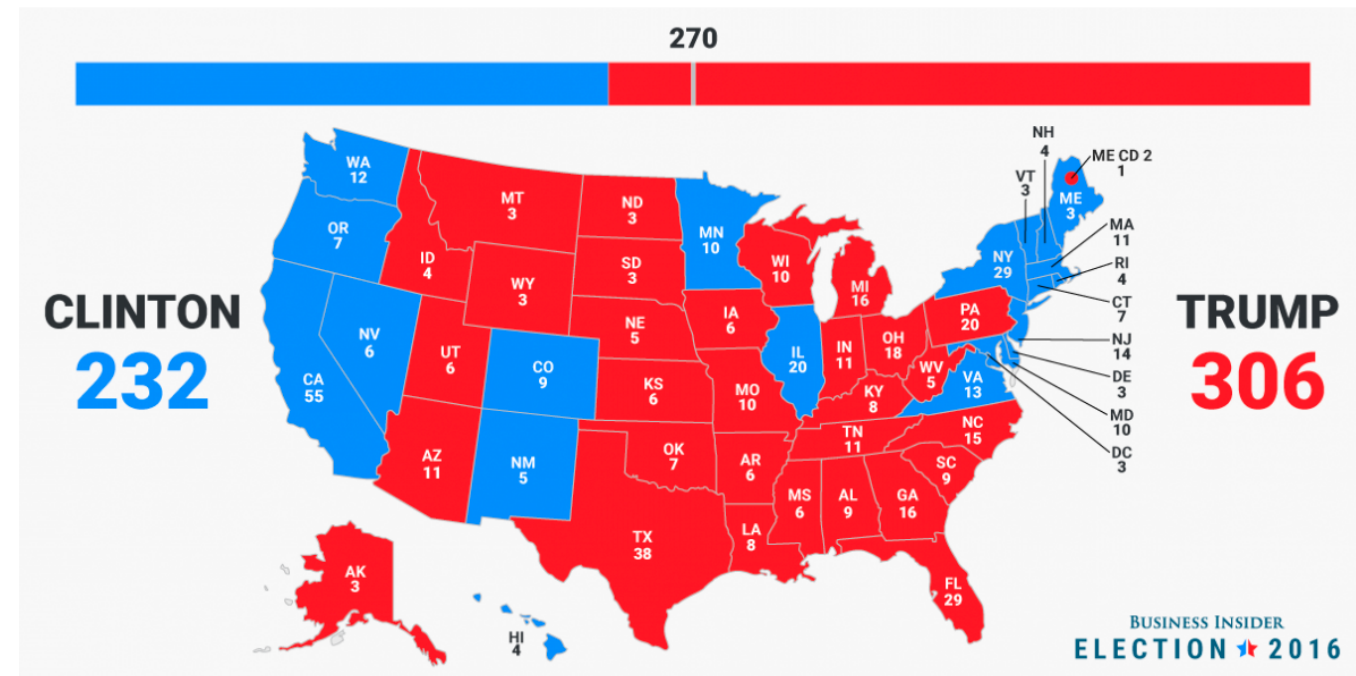 270
NH
4
ME CD 2
1
VT
3
WA
12
MT
3
ND
3
ME
3
OR
7
MN
10
MA
11
ID
4
SD
3
WI
10
NY
29
RI
4
WY
3
MI
16
CT
7
CLINTON
232
TRUMP
306
NV
6
NE
5
IA
6
PA
20
NJ
14
UT
6
CO
9
IL
20
IN
11
OH
18
DE
3
CA
55
KS
6
MO
10
WV
5
VA
13
KY
8
MD
10
NC
15
TN
11
DC
3
AZ
11
NM
5
OK
7
AR
6
SC
9
MS
6
AL
9
GA
16
TX
38
LA
8
AK
3
FL
29
HI
4
BUSINESS INSIDER
ELECTION 2016